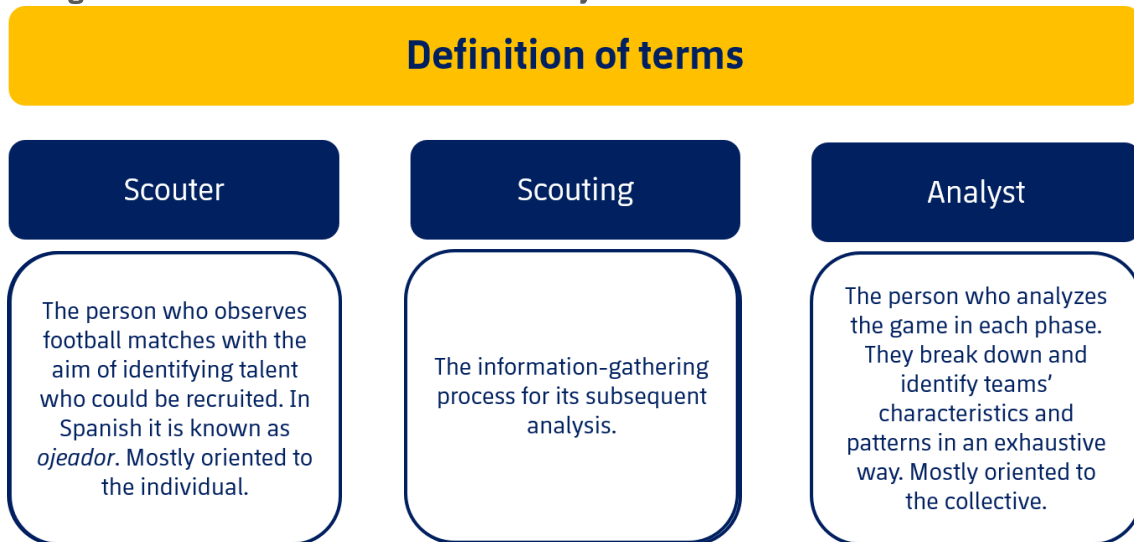 Definition of terms
Scouter
The person who observes
football matches with the
aim of identifying talent
who could be recruited. In
Spanish it is known as
ojeador. Mostly oriented to
the individual.
Scouting
The information-gathering
process for its subsequent
analysis.
Analyst
The person who analyzes
the game in each phase.
They break down and
identify teams’
characteristics and
patterns in an exhaustive
way. Mostly oriented to
the collective.